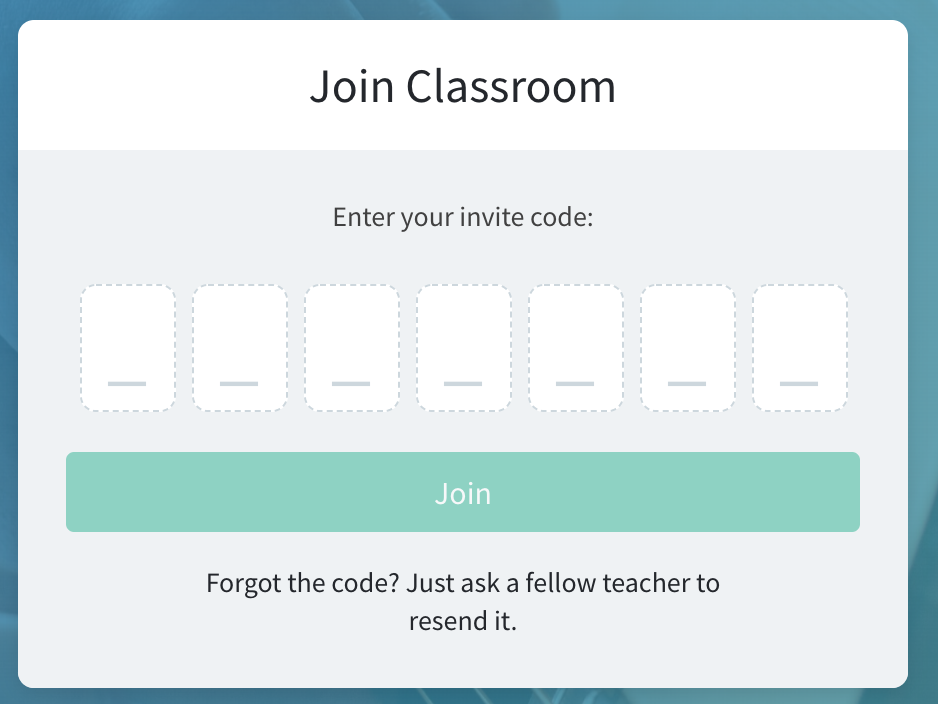 Join Classroom
Enter your invite code:
Join
Forgot the code? Just ask a fellow teacher to
resend it.